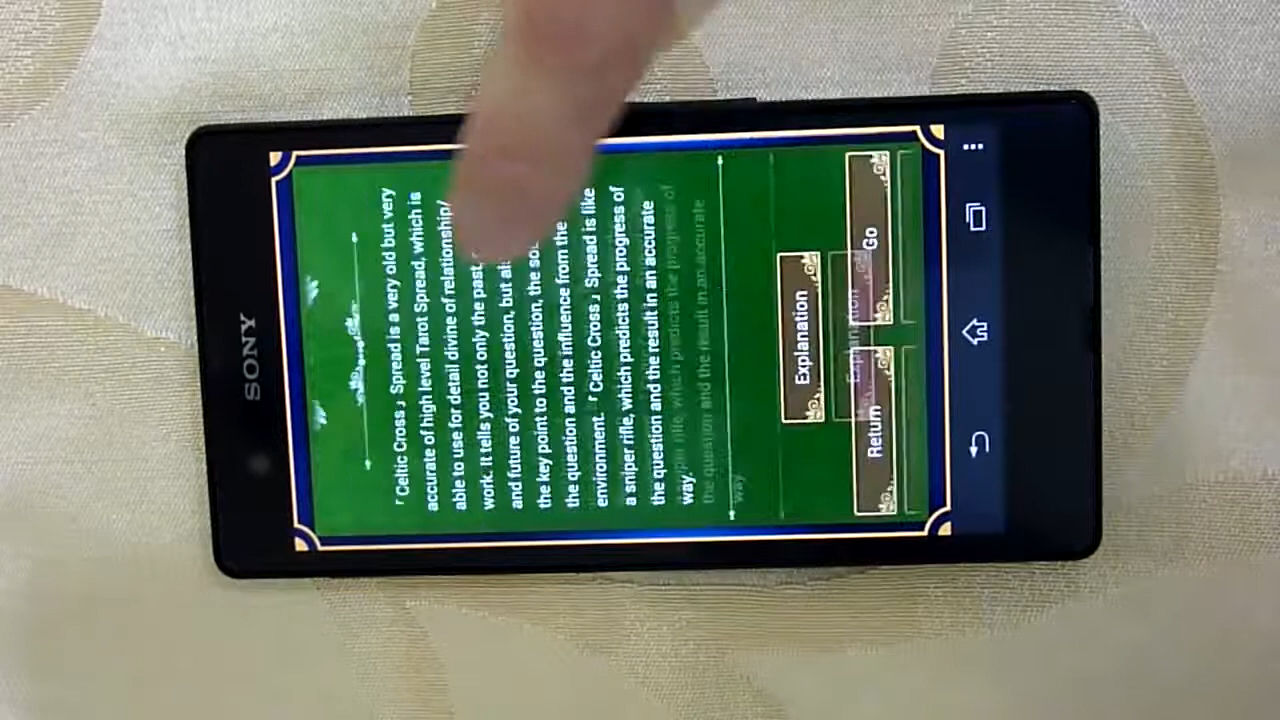 SONY
「Celtic Cross」Spread is a very old but very
accurate of high level Tarot Spread, which is
able to use for detail divine of relationship/
work. It tells you not only the past,
and future of your question, but
the key point to the question, the
the question and the influence from the
environment. 「Celtic Cross」Spread is like
a sniper rifle, which predicts the progress of
the question and the result in an accurate
way.
Explanation
Return Go